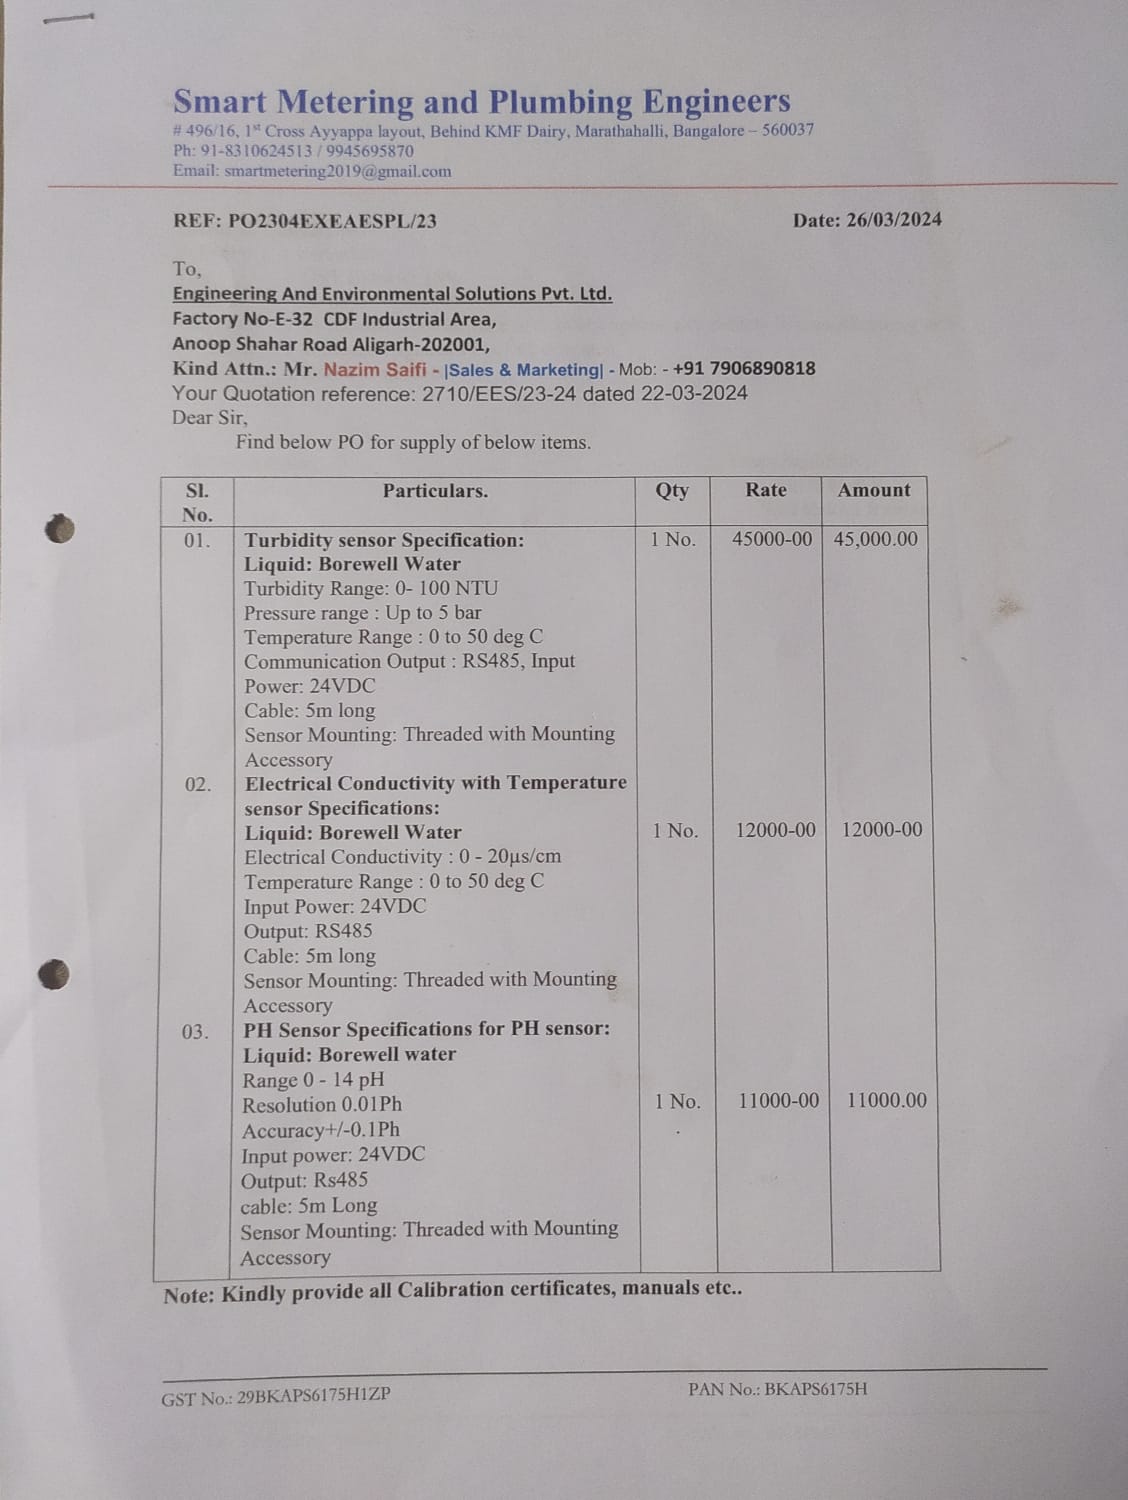 Smart Metering and Plumbing Engineers
# 496/16, 1st Cross Ayyappa layout, Behind KMF Dairy, Marathahalli, Bangalore – 560037
Ph: 91-8310624513 / 9945695870
Email: smartmetering2019@gmail.com
REF: PO2304EXEAESPL/23 Date: 26/03/2024
To,
Engineering And Environmental Solutions Pvt. Ltd.
Factory No-E-32 CDF Industrial Area,
Anoop Shahar Road Aligarh-202001,
Kind Attn.: Mr. Nazim Saifi - |Sales & Marketing| - Mob: - +91 7906890818
Your Quotation reference: 2710/EES/23-24 dated 22-03-2024
Dear Sir,
Find below PO for supply of below items.
Sl. Particulars. Qty Rate Amount
No.
01. Turbidity sensor Specification: 1 No. 45000-00 45,000.00
Liquid: Borewell Water
Turbidity Range: 0- 100 NTU
Pressure range : Up to 5 bar
Temperature Range : 0 to 50 deg C
Communication Output : RS485, Input
Power: 24VDC
Cable: 5m long
Sensor Mounting: Threaded with Mounting
Accessory
02. Electrical Conductivity with Temperature
sensor Specifications:
Liquid: Borewell Water 1 No. 12000-00 12000-00
Electrical Conductivity : 0 - 20µs/cm
Temperature Range : 0 to 50 deg C
Input Power: 24VDC
Output: RS485
Cable: 5m long
Sensor Mounting: Threaded with Mounting
Accessory
03. PH Sensor Specifications for PH sensor:
Liquid: Borewell water
Range 0 - 14 pH
Resolution 0.01Ph 1 No. 11000-00 11000.00
Accuracy+/-0.1Ph
Input power: 24VDC
Output: Rs485
cable: 5m Long
Sensor Mounting: Threaded with Mounting
Accessory
Note: Kindly provide all Calibration certificates, manuals etc..
GST No.: 29BKAPS6175H1ZP PAN No.: BKAPS6175H